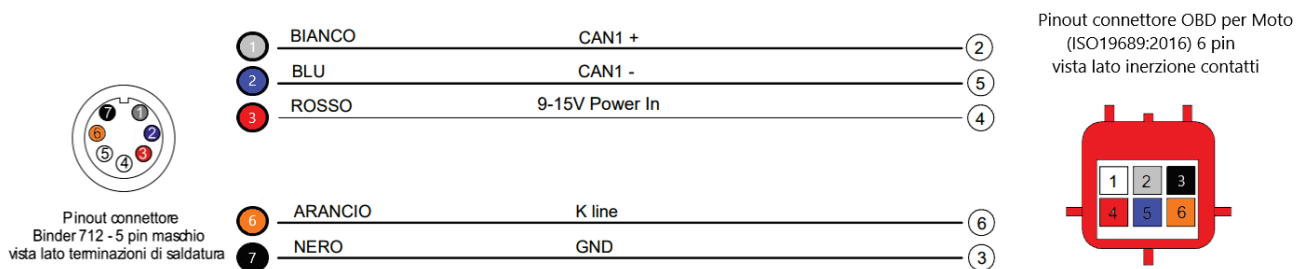 Pinout connettore OBD per Moto
(ISO19689:2016) 6 pin
vista lato inerzione contatti
1 BIANCO CAN1 + 2
2 BLU CAN1 - 5
3 ROSSO 9-15V Power In 4
7 1
6 2
5 4 3
1 2 3
4 5 6
6 ARANCIO K line 6
7 NERO GND 3
Pinout connettore
Binder 712 - 5 pin maschio
vista lato terminazioni di saldatura